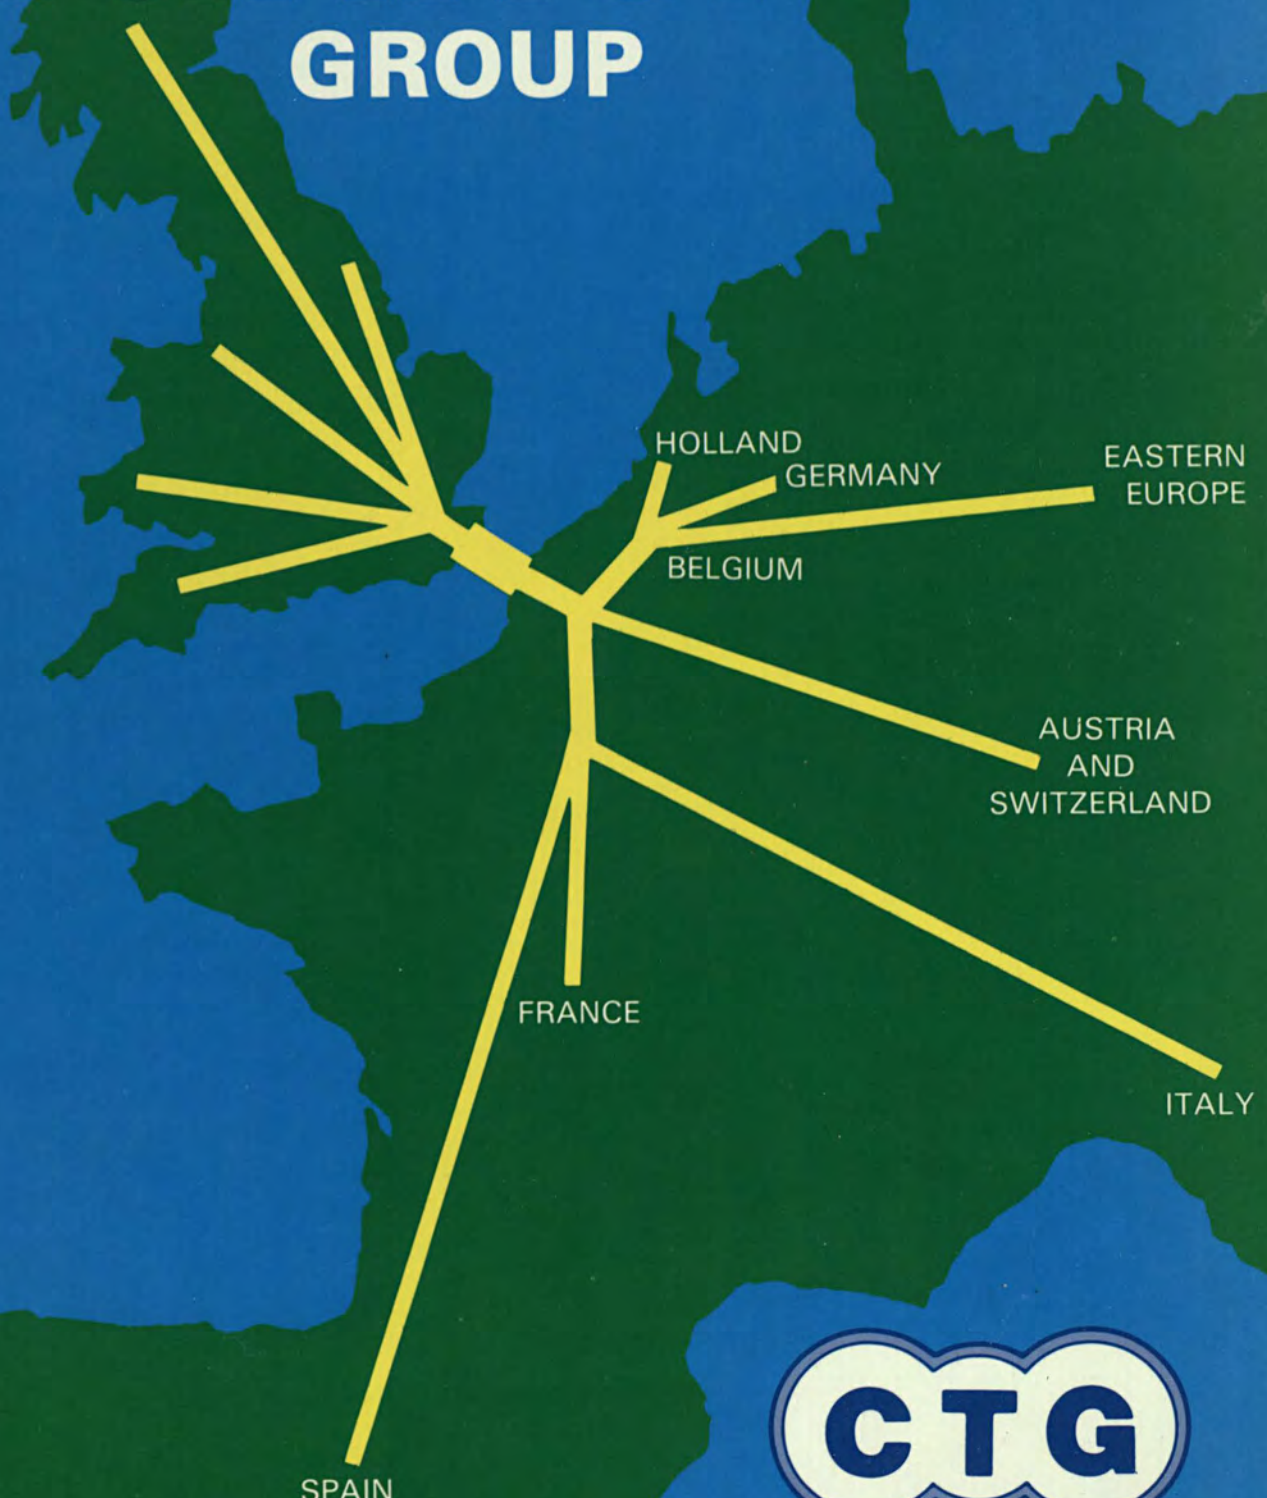 GROUP
HOLLAND
GERMANY
EASTERN
EUROPE
BELGIUM
AUSTRIA
AND
SWITZERLAND
FRANCE
ITALY
CTG
SPAIN